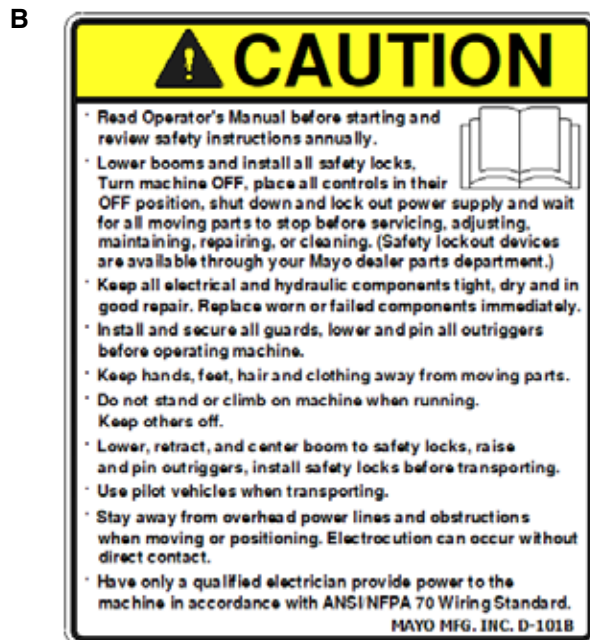 B
CAUTION
· Read Operator's Manual before starting and
review safety instructions annually.
· Lower booms and install all safety locks.
Turn machine OFF, place all controls in their
OFF position, shut down and lock out power supply and wait
for all moving parts to stop before servicing, adjusting,
maintaining, repairing, or cleaning. (Safety lockout devices
are available through your Mayo dealer parts department.)
· Keep all electrical and hydraulic components tight, dry and in
good repair. Replace worn or failed components immediately.
· Install and secure all guards, lower and pin all outriggers
before operating machine.
· Keep hands, feet, hair and clothing away from moving parts.
· Do not stand or climb on machine when running.
Keep others off.
· Lower, retract, and center boom to safety locks, raise
and pin outriggers, install safety locks before transporting.
· Use pilot vehicles when transporting.
· Stay away from overhead power lines and obstructions
when moving or positioning. Electrocution can occur without
direct contact.
· Have only a qualified electrician provide power to the
machine in accordance with ANSI/NFPA 70 Wiring Standard.
MAYO MFG. INC. D-101B